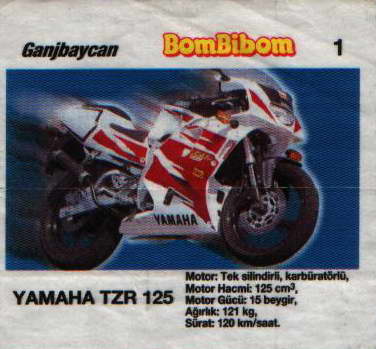 Ganjbaycan BomBibom 1
YAMAHA
YAMAHA TZR 125
Motor: Tek silindirli, karbüratörlü,
Motor Hacmi: 125 cm³,
Motor Gücü: 15 beygir,
Ağırlık: 121 kg,
Sürat: 120 km/saat.